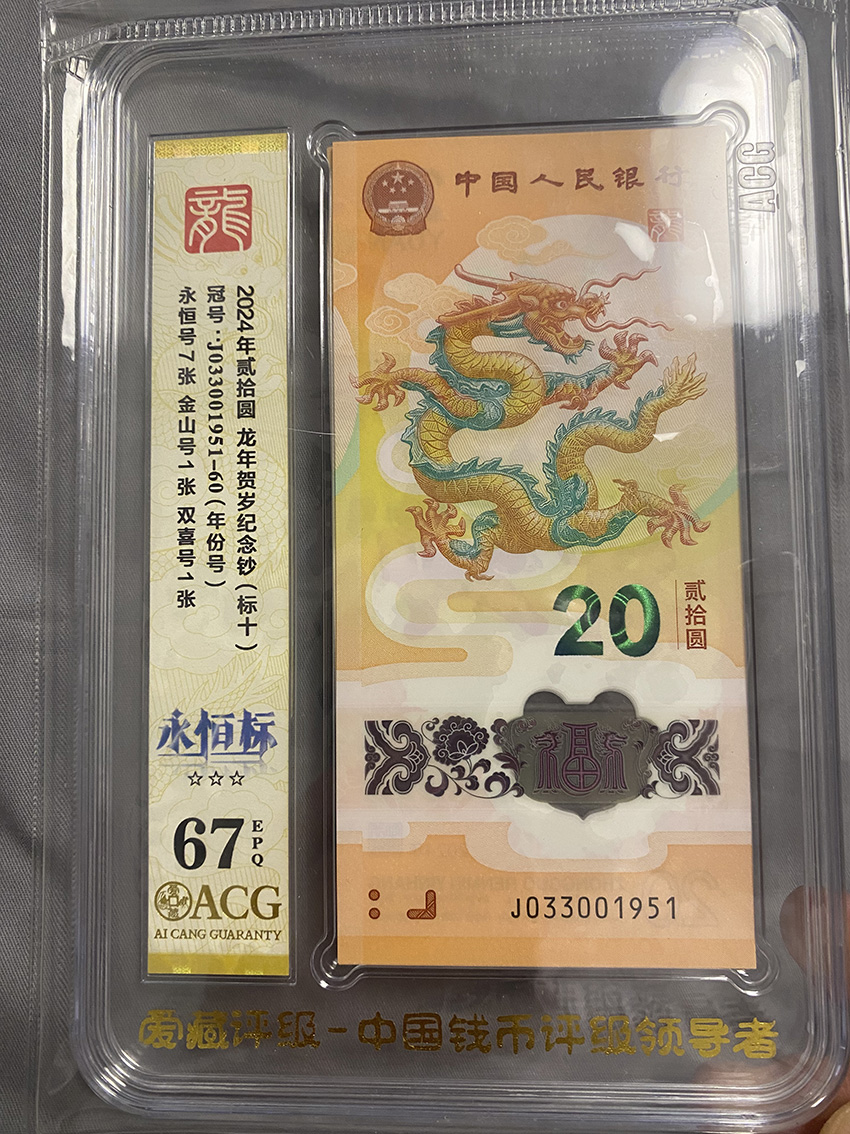 龍
2024年贰拾圆 龙年贺岁纪念钞(标十)
冠号:J033001951-60(年份号)
永恒号7张 金山号1张 双喜号1张
永恒标
☆☆☆
67 EPQ
ACG
AI CANG GUARANTY
ACG
中国人民银行
龍
20
贰拾圆
福
J033001951
爱藏评级-中国钱币评级领导者